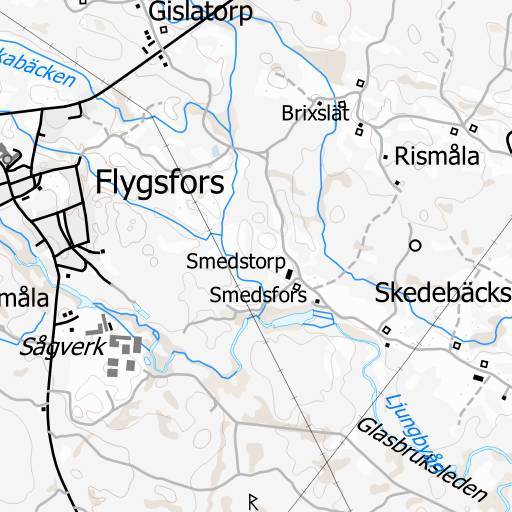 Gislatorp
kabäcken
Brixslät
Rismåla
Flygsfors
Smedstorp
Smedsfors
Skedebäcks
måla
Sågverk
Ljungbyån
Glasbruksleden
R